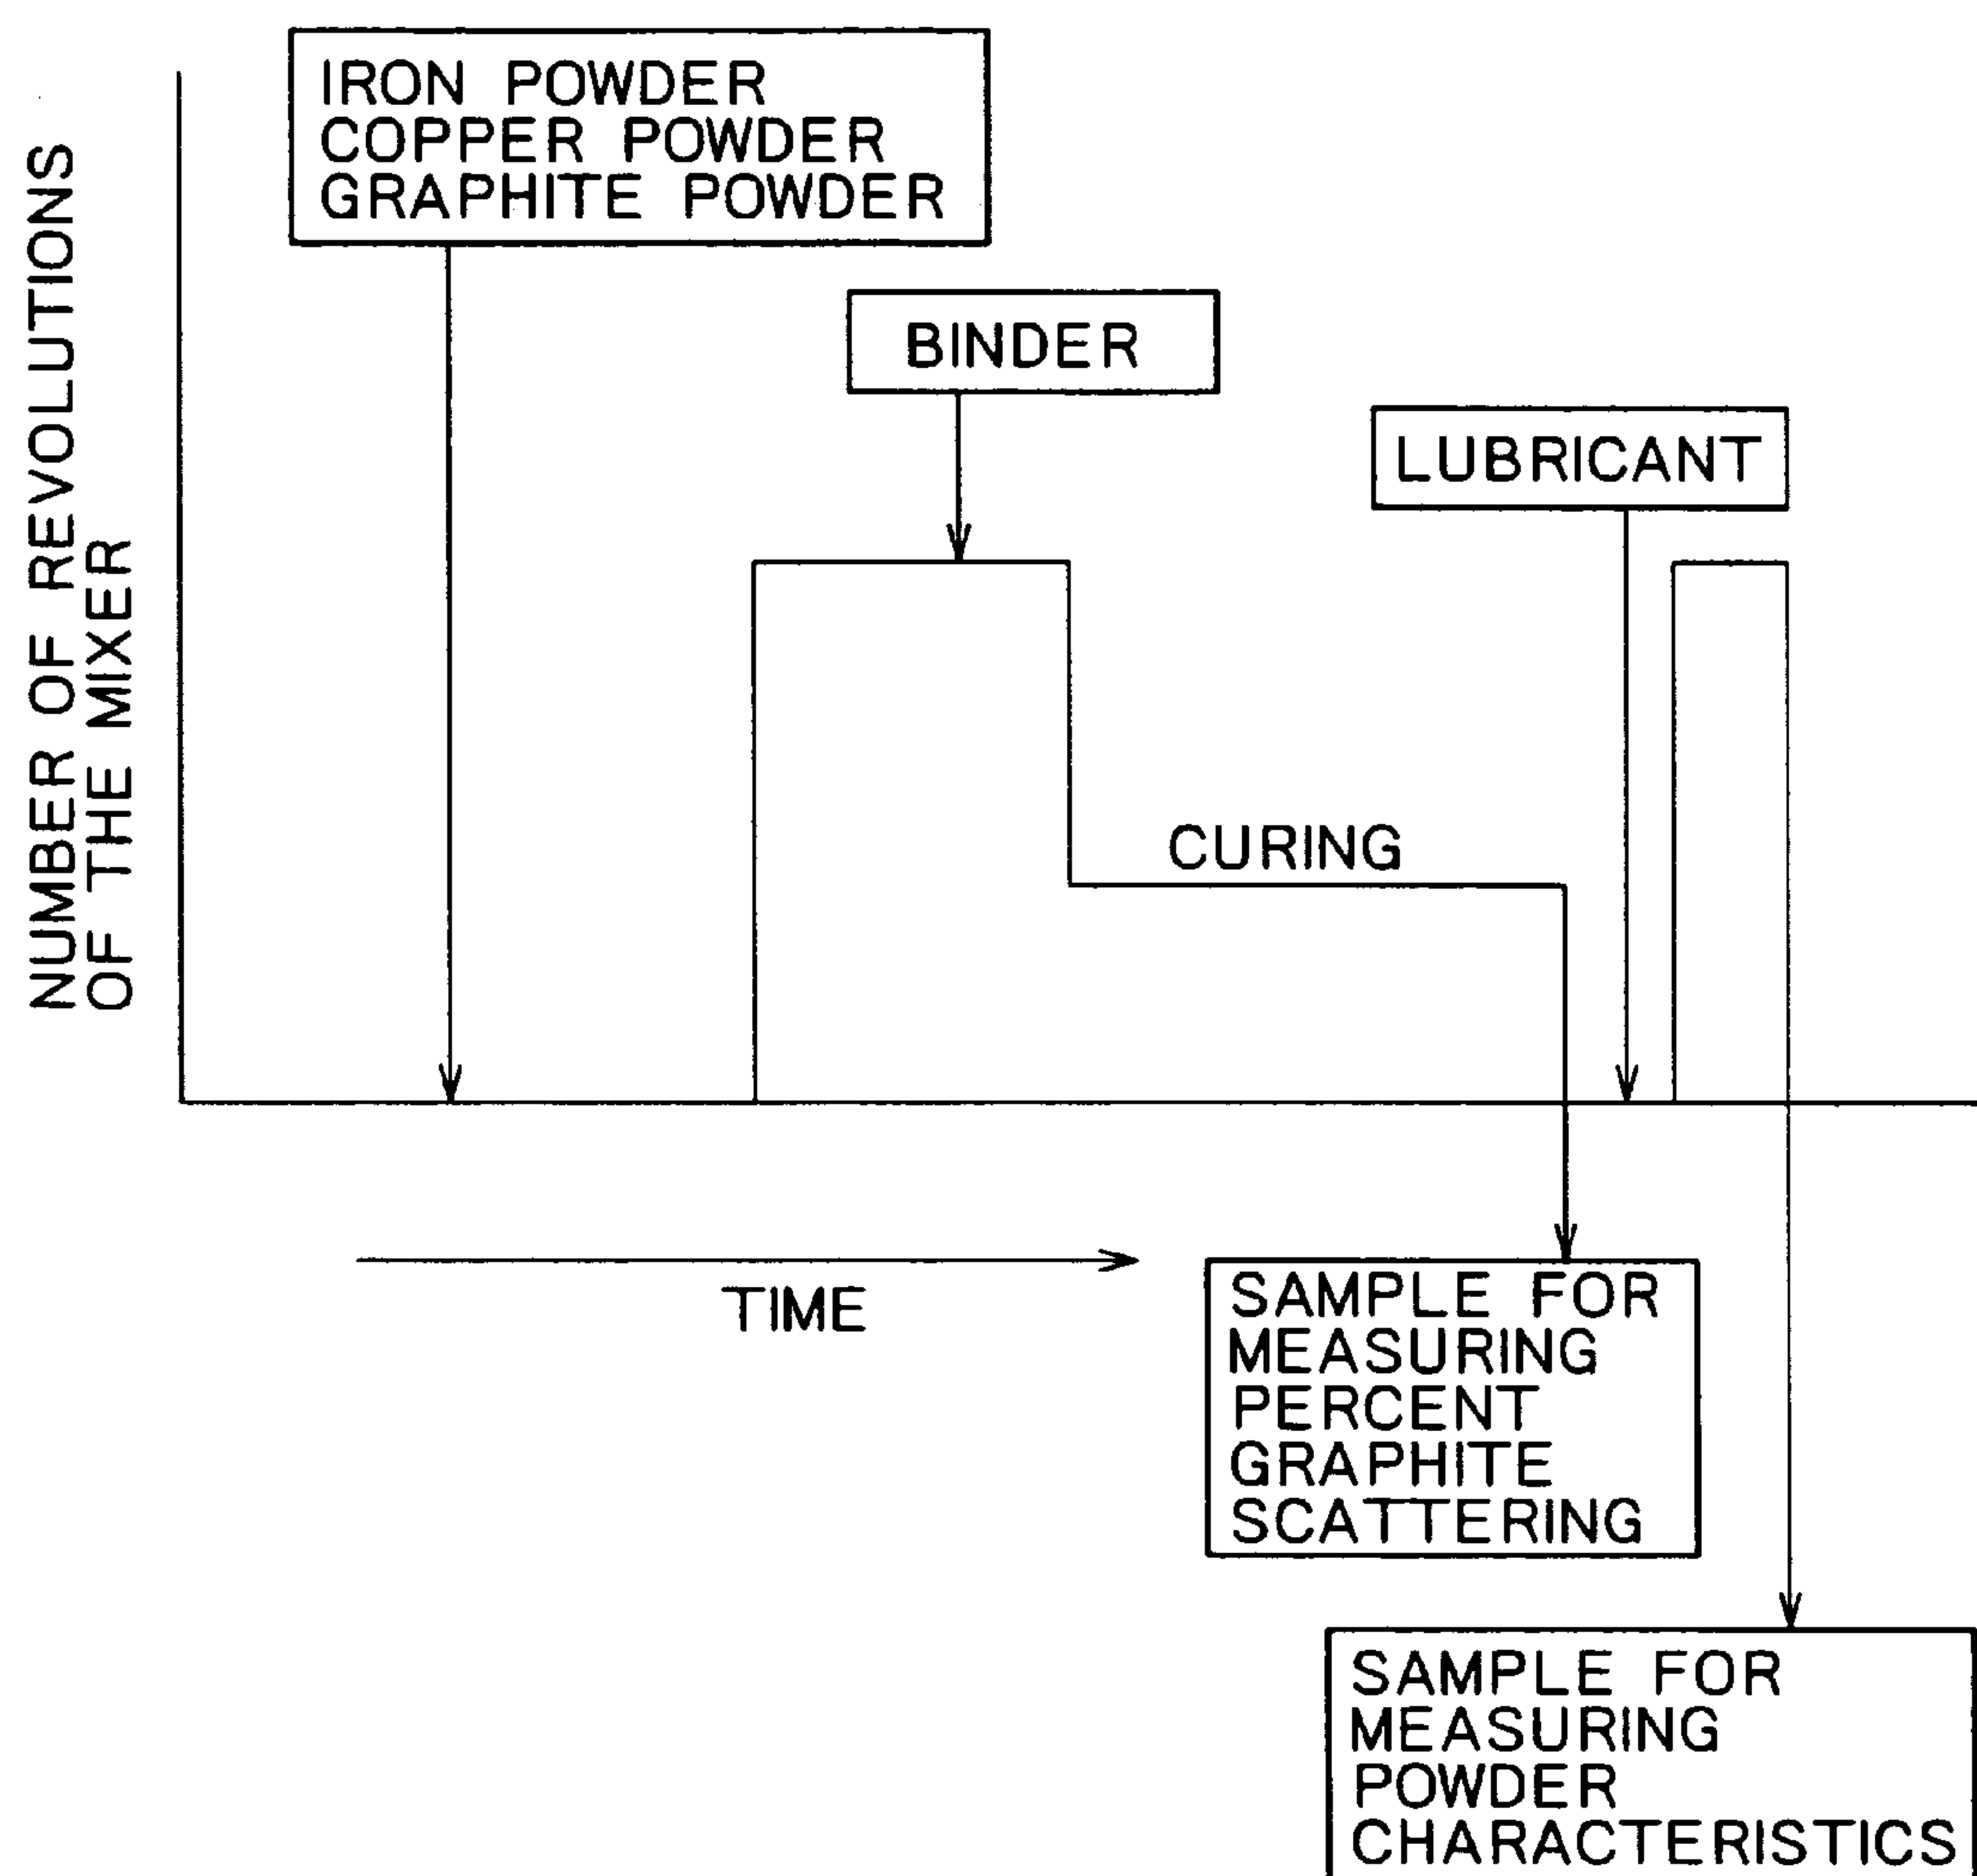 NUMBER OF REVOLUTIONS
OF THE MIXER
IRON POWDER
COPPER POWDER
GRAPHITE POWDER
BINDER
LUBRICANT
CURING
TIME
SAMPLE FOR
MEASURING
PERCENT
GRAPHITE
SCATTERING
SAMPLE FOR
MEASURING
POWDER
CHARACTERISTICS